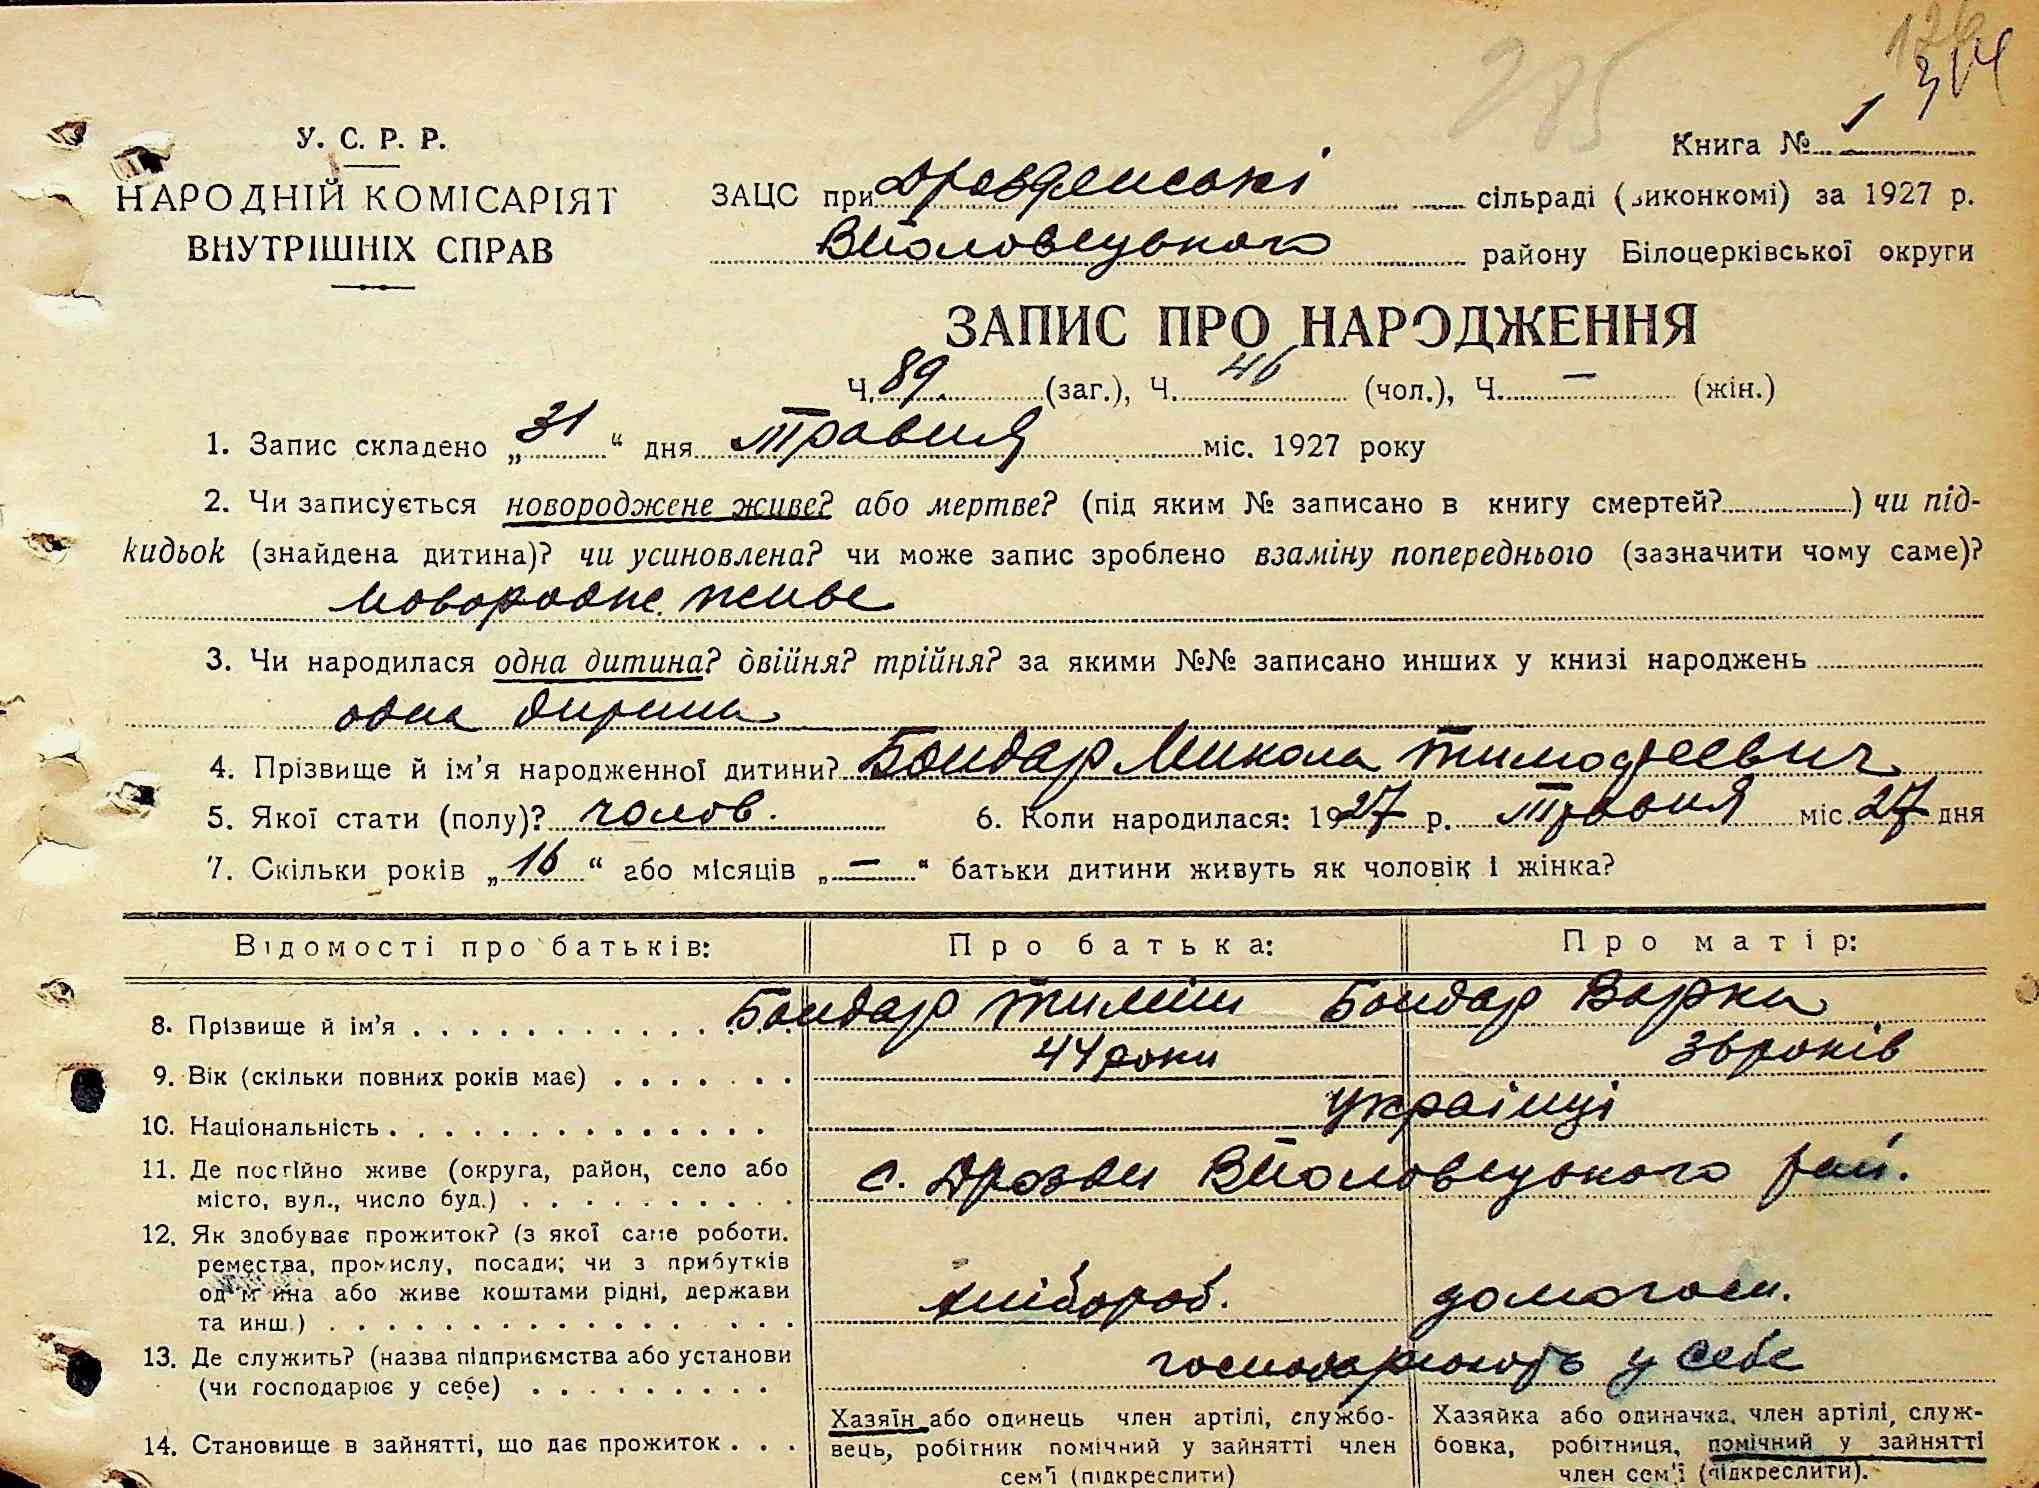 285
314
У. С. Р. Р.
Книга № 1
НАРОДНІЙ КОМІСАРІЯТ
ВНУТРІШНІХ СПРАВ
ЗАЦС при Дрозденські сільраді (виконкомі) за 1927 р.
ВПоловецького району Білоцерківської округи
ЗАПИС ПРО НАРОДЖЕННЯ
Ч. 89 (заг.), Ч. 46 (чол.), Ч. — (жін.)
1. Запис складено „31“ дня травня міс. 1927 року
2. Чи записується новороджене живе? або мертве? (під яким № записано в книгу смертей? ) чи під-
кидьок (знайдена дитина)? чи усиновлена? чи може запис зроблено взаміну попереднього (зазначити чому саме)?
новородне живе
3. Чи народилася одна дитина? двійня? трійня? за якими №№ записано инших у книзі народжень
одна дитина
4. Прізвище й ім’я народженної дитини? Бондар Микола Тимофеевич
5. Якої стати (полу)? чолов. 6. Коли народилася: 1927 р. травня міс. 27 дня
7. Скільки років „16“ або місяців „—“ батьки дитини живуть як чоловік і жінка?
Відомості про батьків: Про батька: Про матір:
8. Прізвище й ім’я . . . Бондар Тиміш Бондар Варка
9. Вік (скільки повних років має) . . . 44 роки 36 років
10. Національність . . . українці
11. Де постійно живе (округа, район, село або
місто, вул., число буд.) . . . с. Дрозди ВПоловецького рай.
12. Як здобуває прожиток? (з якої саме роботи.
ремества, промислу, посади; чи з прибутків
од м йна або живе коштами рідні, держави
та инш.) . . . хлібороб. домогосп.
13. Де служить? (назва підприємства або установи
(чи господарює у себе) . . . господарюють у себе
14. Становище в зайнятті, що дає прожиток . . .
Хазяїн або одинець член артілі, службо-
вець, робітник помічний у зайнятті член
сем’ї (підкреслити)
Хазяйка або одиначка, член артілі, служ-
бовка, робітниця, помічний у зайнятті
член сем’ї (підкреслити).